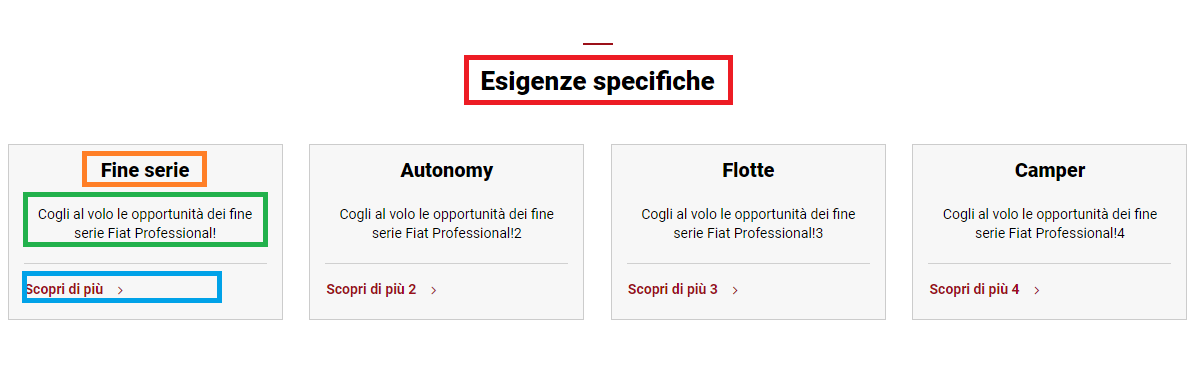 Esigenze specifiche
Fine serie
Cogli al volo le opportunità dei fine
serie Fiat Professional!
Scopri di più
Autonomy
Cogli al volo le opportunità dei fine
serie Fiat Professional!2
Scopri di più 2
Flotte
Cogli al volo le opportunità dei fine
serie Fiat Professional!3
Scopri di più 3
Camper
Cogli al volo le opportunità dei fine
serie Fiat Professional!4
Scopri di più 4